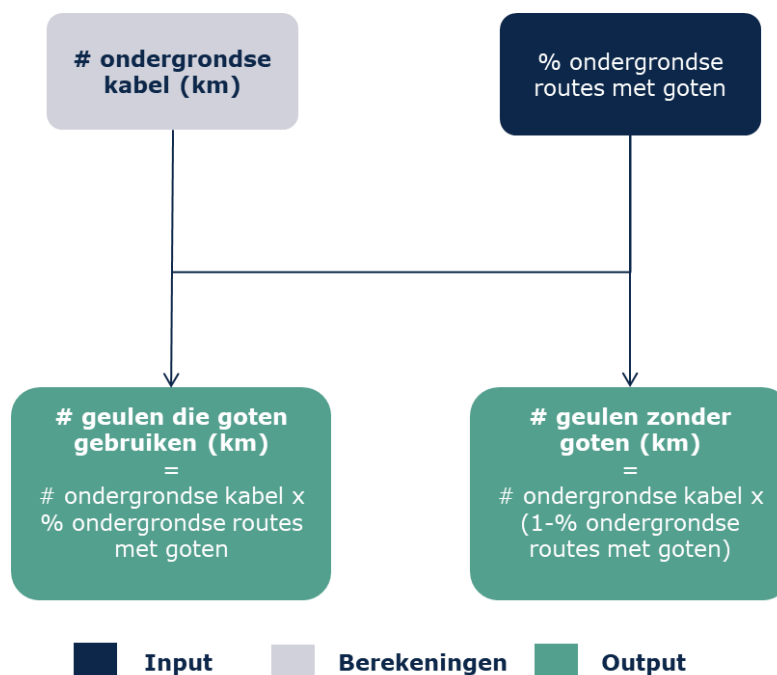 # ondergrondse
kabel (km)
% ondergrondse
routes met goten
# geulen die goten
gebruiken (km)
=
# ondergrondse kabel x
% ondergrondse routes
met goten
# geulen zonder
goten (km)
=
# ondergrondse kabel x
(1-% ondergrondse
routes met goten)
Input
Berekeningen
Output